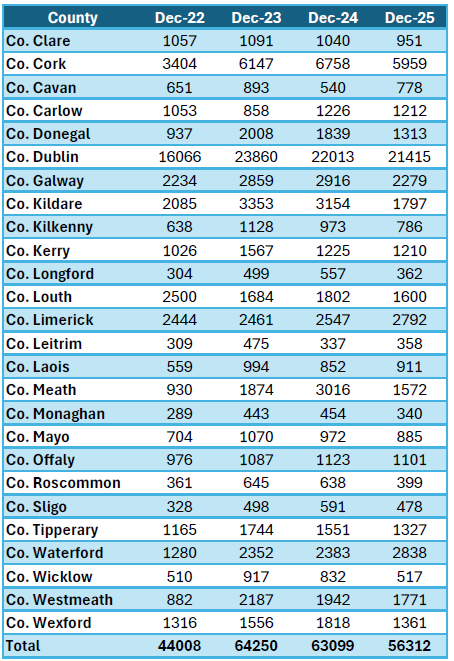 County Dec-22 Dec-23 Dec-24 Dec-25
Co. Clare 1057 1091 1040 951
Co. Cork 3404 6147 6758 5959
Co. Cavan 651 893 540 778
Co. Carlow 1053 858 1226 1212
Co. Donegal 937 2008 1839 1313
Co. Dublin 16066 23860 22013 21415
Co. Galway 2234 2859 2916 2279
Co. Kildare 2085 3353 3154 1797
Co. Kilkenny 638 1128 973 786
Co. Kerry 1026 1567 1225 1210
Co. Longford 304 499 557 362
Co. Louth 2500 1684 1802 1600
Co. Limerick 2444 2461 2547 2792
Co. Leitrim 309 475 337 358
Co. Laois 559 994 852 911
Co. Meath 930 1874 3016 1572
Co. Monaghan 289 443 454 340
Co. Mayo 704 1070 972 885
Co. Offaly 976 1087 1123 1101
Co. Roscommon 361 645 638 399
Co. Sligo 328 498 591 478
Co. Tipperary 1165 1744 1551 1327
Co. Waterford 1280 2352 2383 2838
Co. Wicklow 510 917 832 517
Co. Westmeath 882 2187 1942 1771
Co. Wexford 1316 1556 1818 1361
Total 44008 64250 63099 56312